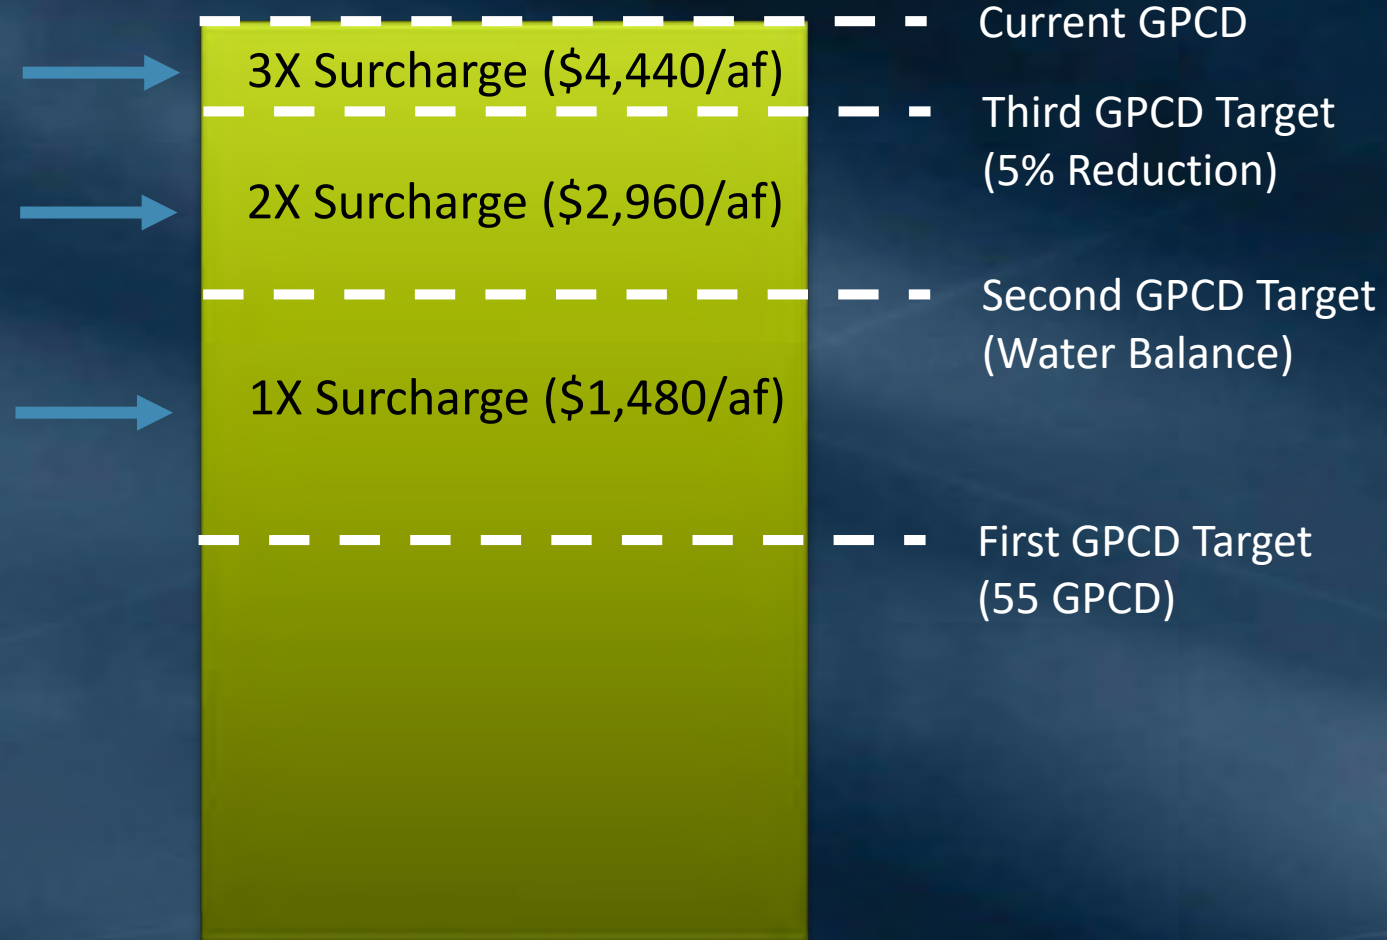 Current GPCD
3X Surcharge ($4,440/af)
Third GPCD Target
(5% Reduction)
2X Surcharge ($2,960/af)
Second GPCD Target
(Water Balance)
1X Surcharge ($1,480/af)
First GPCD Target
(55 GPCD)